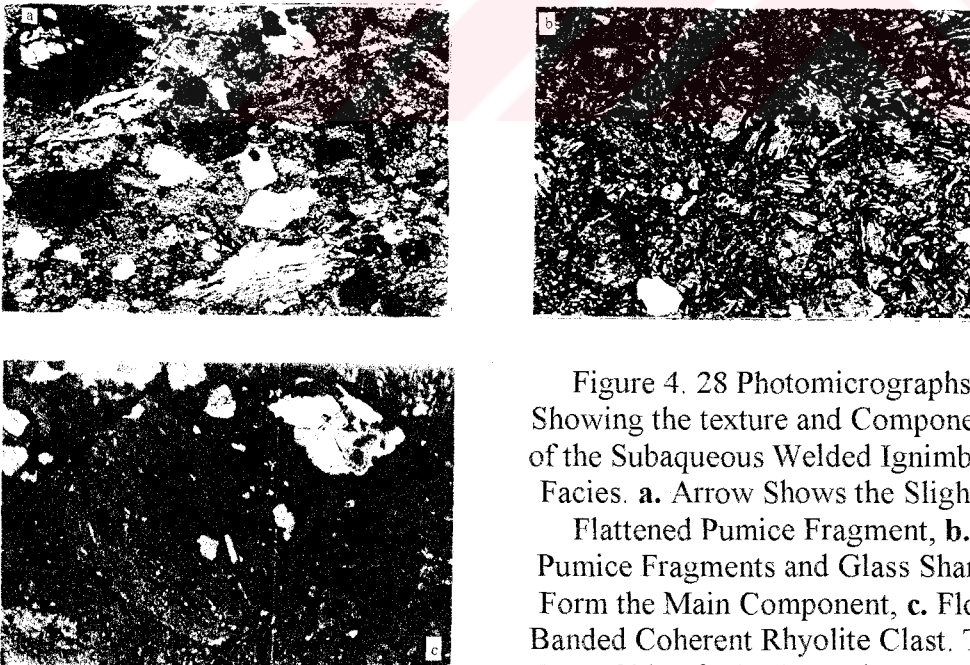 a
b
c
Figure 4. 28 Photomicrographs
Showing the texture and Compone
of the Subaqueous Welded Ignimb
Facies. a. Arrow Shows the Sligh
Flattened Pumice Fragment, b.
Pumice Fragments and Glass Shar
Form the Main Component, c. Flo
Banded Coherent Rhyolite Clast. T